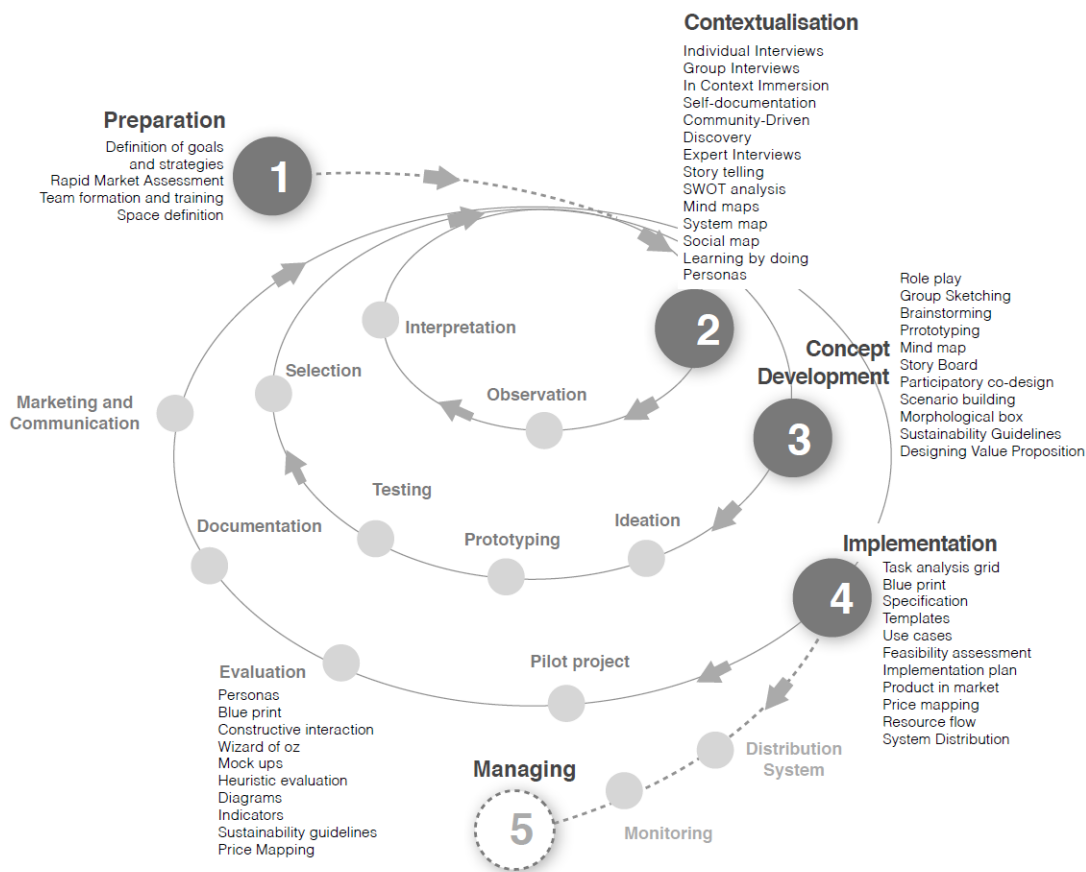 Preparation
Definition of goals
and strategies
Rapid Market Assessment
Team formation and training
Space definition
1
Contextualisation
Individual Interviews
Group Interviews
In Context Immersion
Self-documentation
Community-Driven
Discovery
Expert Interviews
Story telling
SWOT analysis
Mind maps
System map
Social map
Learning by doing
Personas
2
Interpretation
Observation
Concept
Development
3
Role play
Group Sketching
Brainstorming
Prrototyping
Mind map
Story Board
Participatory co-design
Scenario building
Morphological box
Sustainability Guidelines
Designing Value Proposition
Selection
Testing
Prototyping
Ideation
Marketing and
Communication
Documentation
Implementation
4
Task analysis grid
Blue print
Specification
Templates
Use cases
Feasibility assessment
Implementation plan
Product in market
Price mapping
Resource flow
System Distribution
Pilot project
Evaluation
Personas
Blue print
Constructive interaction
Wizard of oz
Mock ups
Heuristic evaluation
Diagrams
Indicators
Sustainability guidelines
Price Mapping
Distribution
System
Managing
5
Monitoring